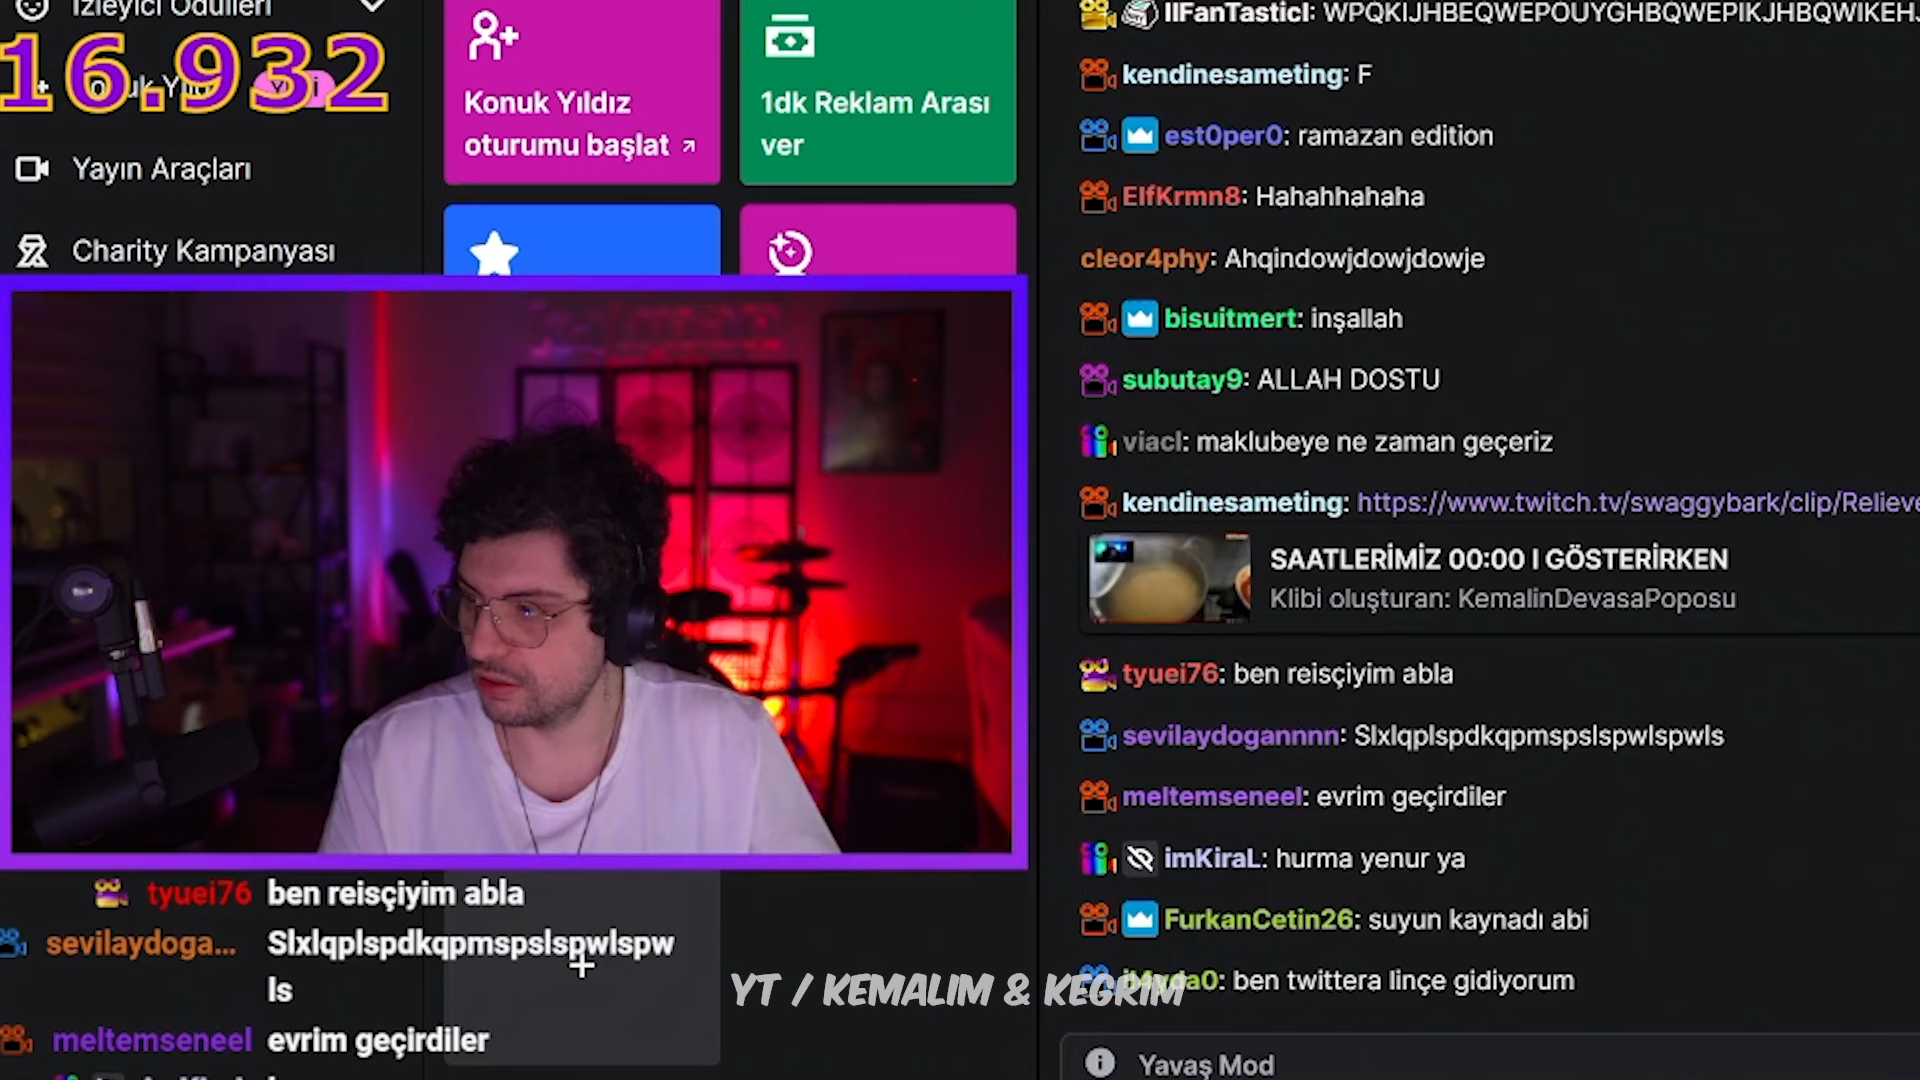 İzleyici Ödülleri
16.932
Yayın Araçları
Charity Kampanyası
Konuk Yıldız
oturumu başlat
1dk Reklam Arası
ver
tyuei76 ben reisçiyim abla
sevilaydoga... Slxlqplspdkqpmspslspwlspw
ls
meltemseneel evrim geçirdiler
llFanTasticl: WPQKIJHBEQWEPOUYGHBQWEPIKJHBQWIKEHJ
kendinesameting: F
est0per0: ramazan edition
ElfKrmn8: Hahahhahaha
cleor4phy: Ahqindowjdowjdowje
bisuitmert: inşallah
subutay9: ALLAH DOSTU
viacl: maklubeye ne zaman geçeriz
kendinesameting: https://www.twitch.tv/swaggybark/clip/Relieve
SAATLERİMİZ 00:00 I GÖSTERİRKEN
Klibi oluşturan: KemalinDevasaPoposu
tyuei76: ben reisçiyim abla
sevilaydogannnn: Slxlqplspdkqpmspslspwlspwls
meltemseneel: evrim geçirdiler
imKiraL: hurma yenur ya
FurkanCetin26: suyun kaynadı abi
ben twittera linçe gidiyorum
YT / KEMALIM & KEGRIM
Yavaş Mod